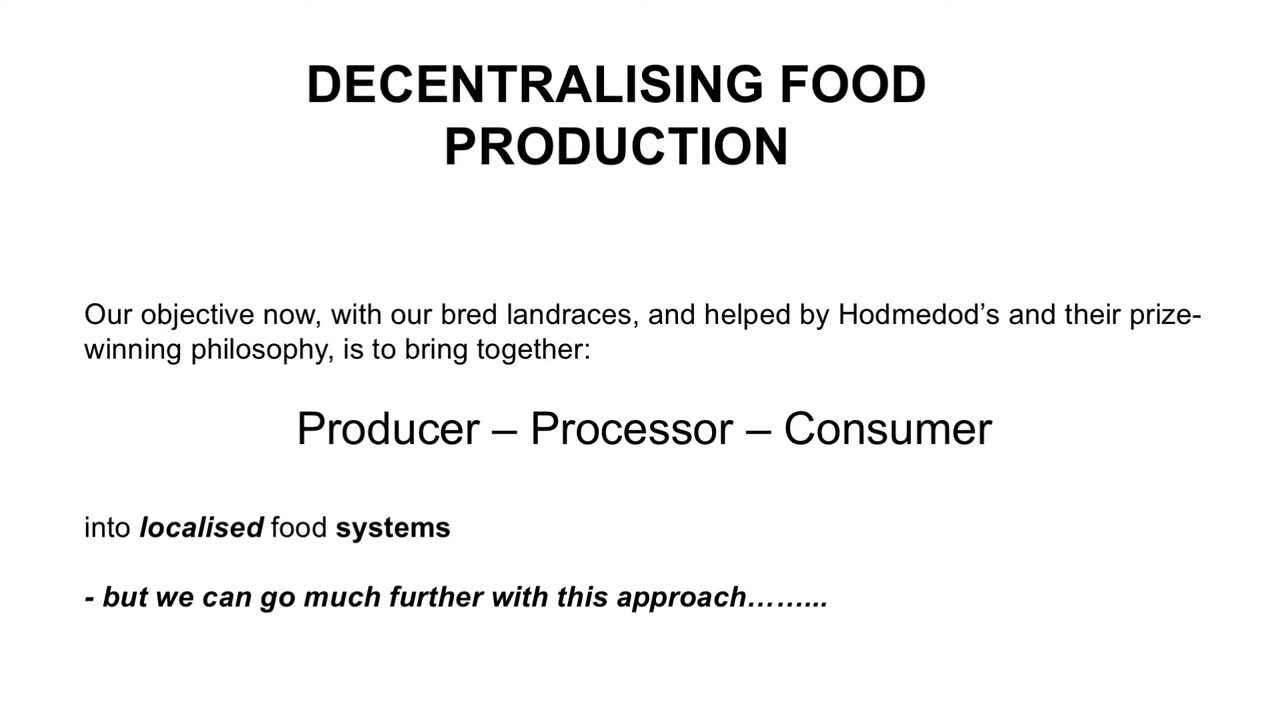 DECENTRALISING FOOD
PRODUCTION
Our objective now, with our bred landraces, and helped by Hodmedod’s and their prize-
winning philosophy, is to bring together:
Producer – Processor – Consumer
into localised food systems
- but we can go much further with this approach……...